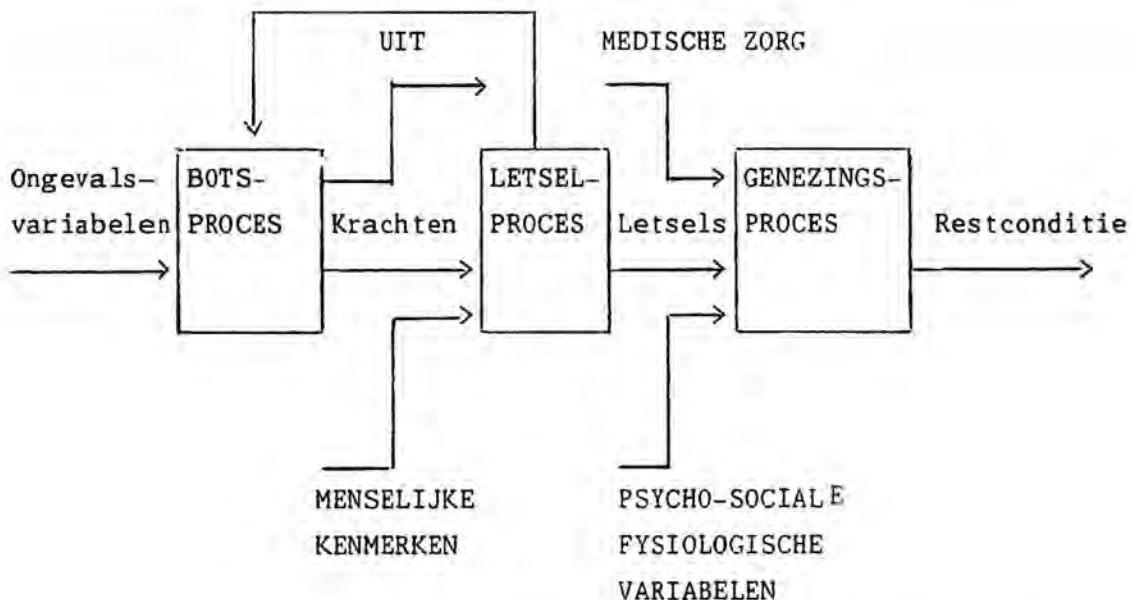 UIT
MEDISCHE ZORG
Ongevals-
variabelen
BOTS-
PROCES
Krachten
LETSEL-
PROCES
Letsels
GENEZINGS-
PROCES
Restconditie
MENSELIJKE
KENMERKEN
PSYCHO-SOCIALE
FYSIOLOGISCHE
VARIABELEN